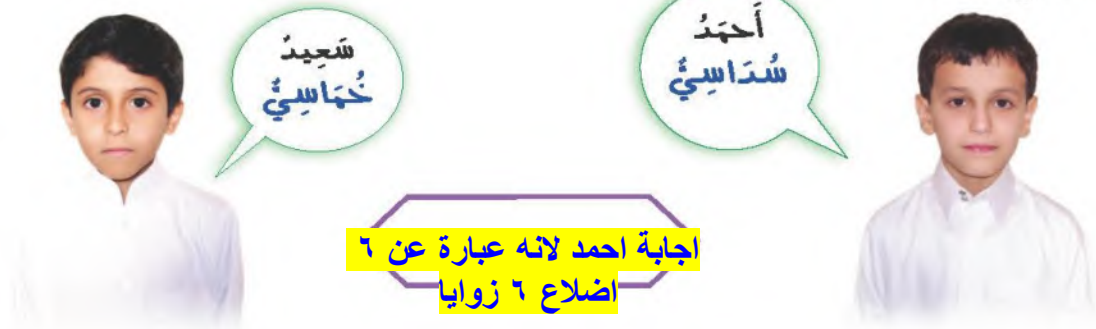 أَحمَدُ
سُدَاسِيٌّ
سَعِيدُ
خُمَاسِيٌّ
اجابة احمد لانه عبارة عن ٦
اضلاع ٦ زوايا